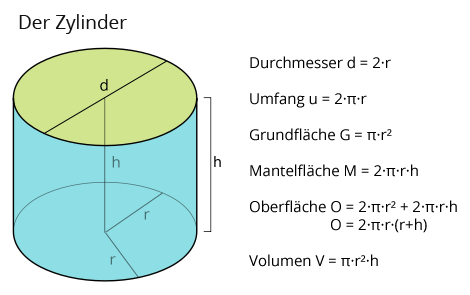 Der Zylinder
d
h
h
r
r
Durchmesser d = 2·r
Umfang u = 2·π·r
Grundfläche G = π·r²
Mantelfläche M = 2·π·r·h
Oberfläche O = 2·π·r² + 2·π·r·h
O = 2·π·r·(r+h)
Volumen V = π·r²·h